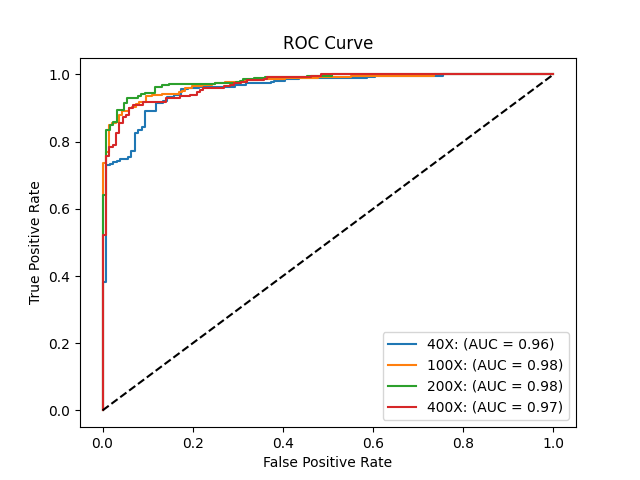 ROC Curve
1.0
0.8
0.6
0.4
0.2
0.0
True Positive Rate
40X: (AUC = 0.96)
100X: (AUC = 0.98)
200X: (AUC = 0.98)
400X: (AUC = 0.97)
0.0 0.2 0.4 0.6 0.8 1.0
False Positive Rate